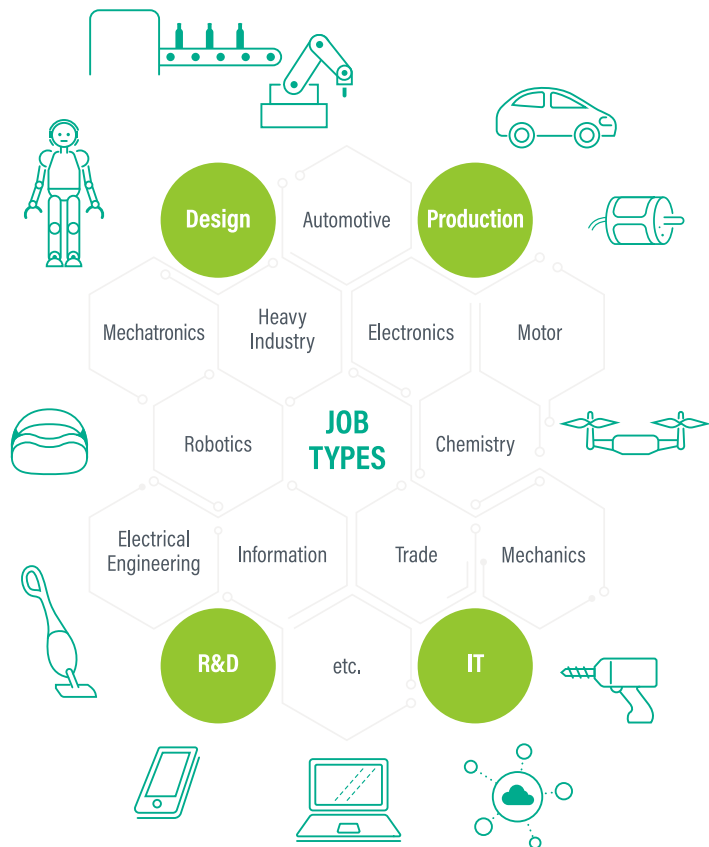 Design
Automotive
Production
Mechatronics
Heavy
Industry
Electronics
Motor
Robotics
JOB
TYPES
Chemistry
Electrical
Engineering
Information
Trade
Mechanics
R&D
etc.
IT